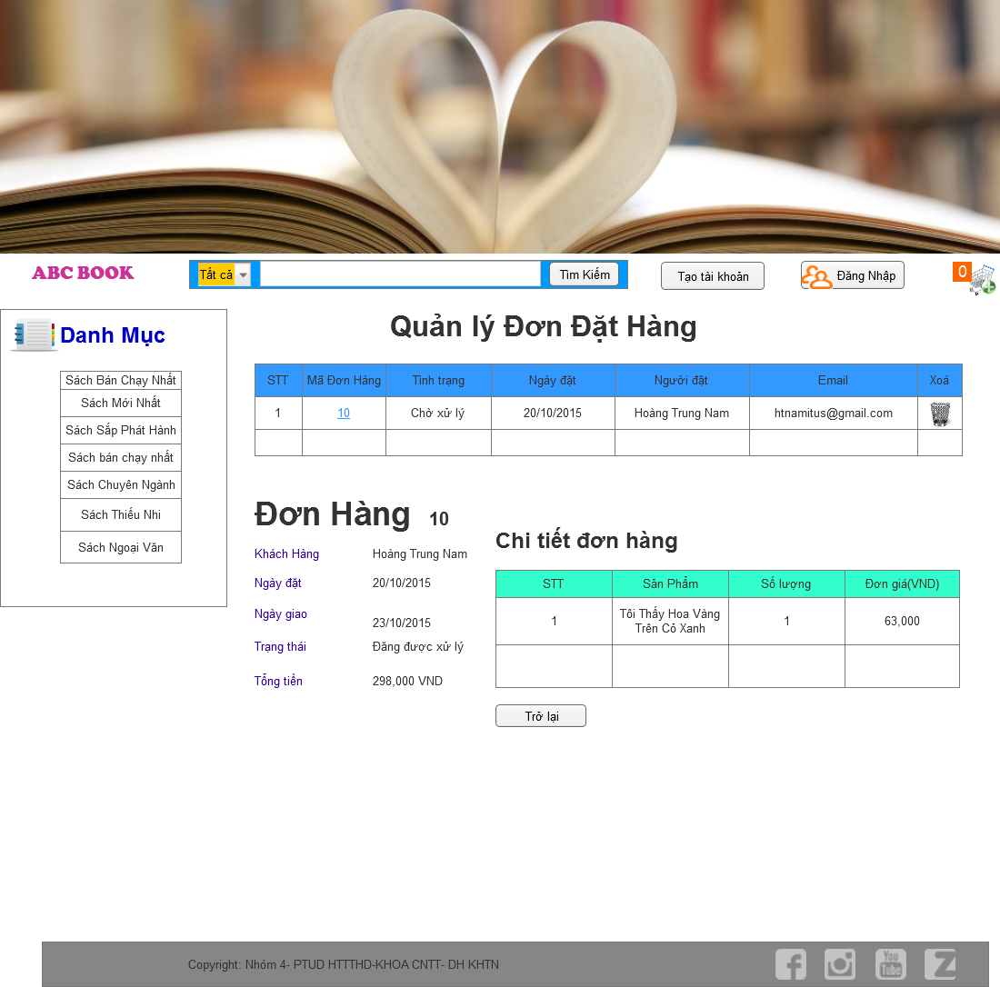 ABC BOOK
Tất cả
Tìm Kiếm
Tạo tài khoản
Đăng Nhập
0
Danh Mục
Sách Bán Chạy Nhất
Sách Mới Nhất
Sách Sắp Phát Hành
Sách bán chạy nhất
Sách Chuyên Ngành
Sách Thiếu Nhi
Sách Ngoại Văn
Quản lý Đơn Đặt Hàng
STT Mã Đơn Hàng Tình trạng Ngày đặt Người đặt Email Xoá
1 10 Chờ xử lý 20/10/2015 Hoàng Trung Nam htnamitus@gmail.com
Đơn Hàng 10
Khách Hàng Hoàng Trung Nam
Ngày đặt 20/10/2015
Ngày giao 23/10/2015
Trạng thái Đăng được xử lý
Tổng tiền 298,000 VND
Chi tiết đơn hàng
STT Sản Phẩm Số lượng Đơn giá(VND)
1 Tôi Thấy Hoa Vàng 1 63,000
Trên Cỏ Xanh
Trở lại
Copyright: Nhóm 4- PTUD HTTTHD-KHOA CNTT- DH KHTN
You
Tube